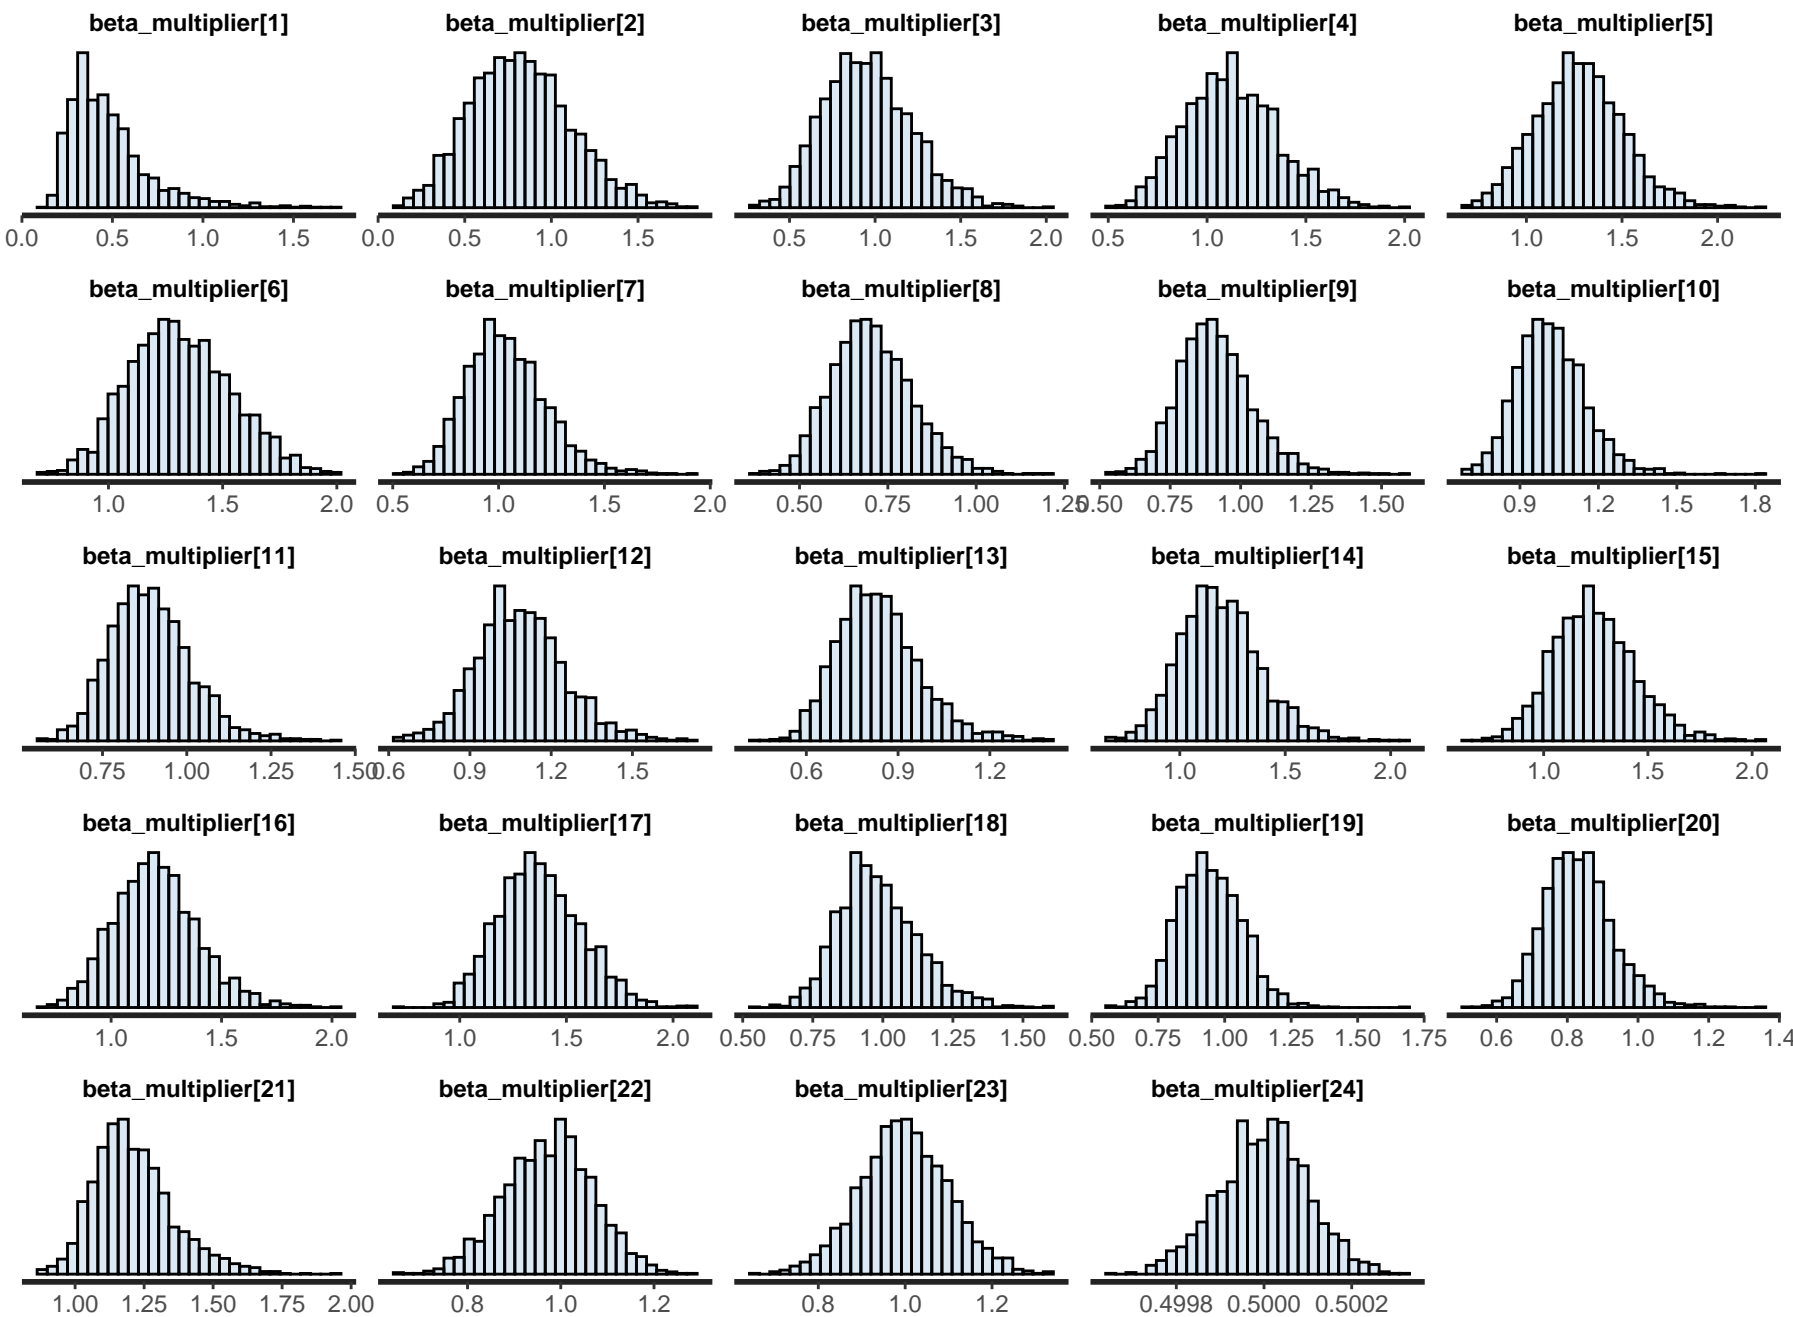 beta_multiplier[1] beta_multiplier[2] beta_multiplier[3] beta_multiplier[4] beta_multiplier[5]
0.0 0.5 1.0 1.5 0.0 0.5 1.0 1.5 0.5 1.0 1.5 2.0 0.5 1.0 1.5 2.0 1.0 1.5 2.0
beta_multiplier[6] beta_multiplier[7] beta_multiplier[8] beta_multiplier[9] beta_multiplier[10]
1.0 1.5 2.0 0.5 1.0 1.5 2.0 0.50 0.75 1.00 1.25 0.50 0.75 1.00 1.25 1.50 0.9 1.2 1.5 1.8
beta_multiplier[11] beta_multiplier[12] beta_multiplier[13] beta_multiplier[14] beta_multiplier[15]
0.75 1.00 1.25 1.50 0.6 0.9 1.2 1.5 0.6 0.9 1.2 1.0 1.5 2.0 1.0 1.5 2.0
beta_multiplier[16] beta_multiplier[17] beta_multiplier[18] beta_multiplier[19] beta_multiplier[20]
1.0 1.5 2.0 1.0 1.5 2.0 0.50 0.75 1.00 1.25 1.50 0.50 0.75 1.00 1.25 1.50 1.75 0.6 0.8 1.0 1.2 1.4
beta_multiplier[21] beta_multiplier[22] beta_multiplier[23] beta_multiplier[24]
1.00 1.25 1.50 1.75 2.00 0.8 1.0 1.2 0.8 1.0 1.2 0.4998 0.5000 0.5002